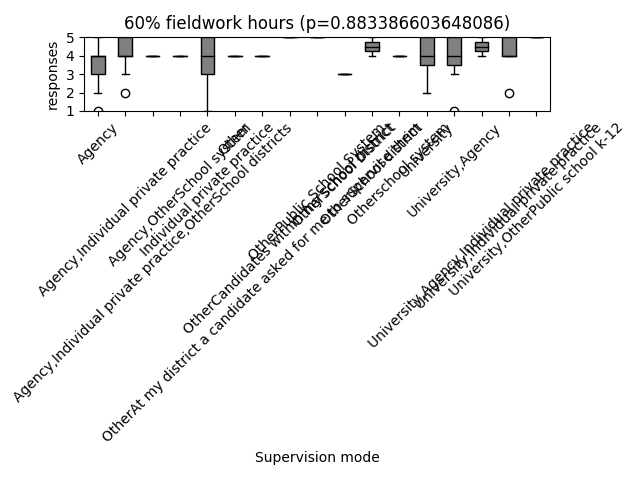 60% fieldwork hours (p=0.883386603648086)
responses
5
4
3
2
1
Agency
Agency,Individual private practice
Agency,Individual private practice,OtherSchool districts
Agency,OtherSchool system
Individual private practice
Other
OtherAt my district a candidate asked for me to
OtherCandidates within my school district
OtherPublic School System
OtherSchool District
OtherSchool district
Otherschool system
University
University,Agency
University,Agency,Individual private practice
University,Individual private practice
University,OtherPublic school k-12
Supervision mode